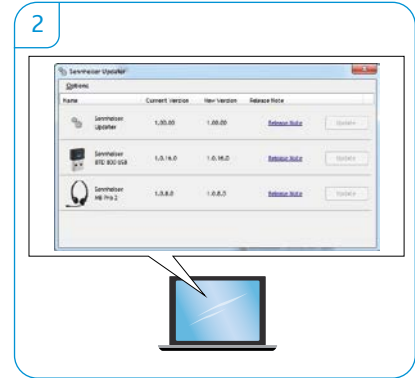 2
Sennheiser Updater
Options
Name Current Version New Version Release Note
Sennheiser Updater 1.00.00 1.00.00 Release Note Update
Sennheiser BTD 800 USB 1.0.16.0 1.0.16.0 Release Note Update
Sennheiser MB Pro 2 1.0.8.0 1.0.8.0 Release Note Update